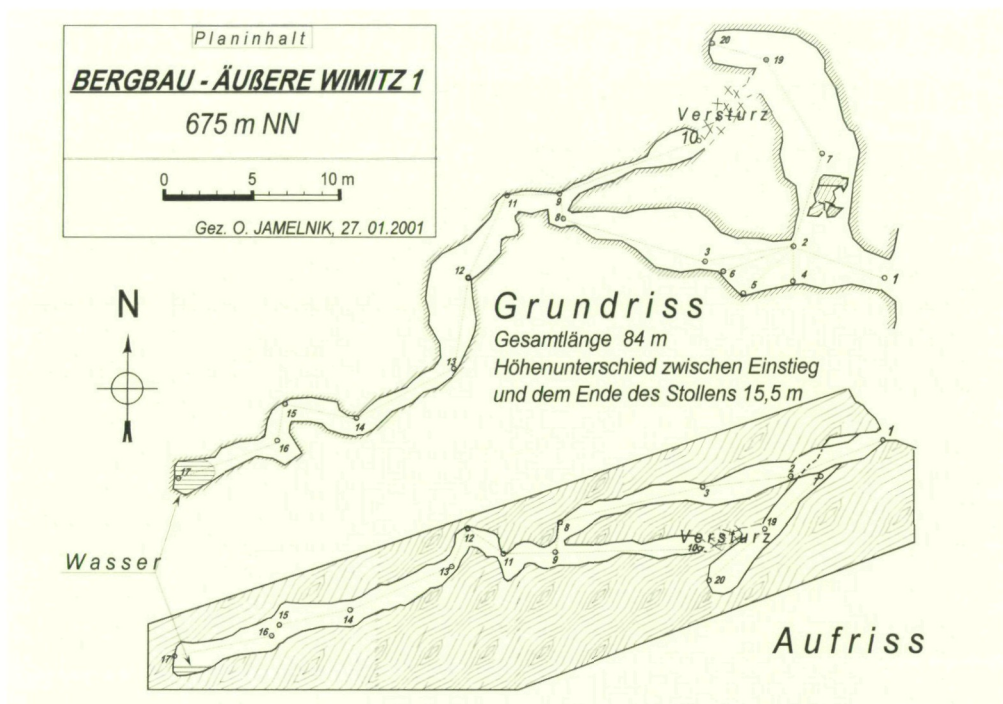 Planinhalt
BERGBAU - ÄUßERE WIMITZ 1
675 m NN
0 5 10 m
Gez. O. JAMELNIK, 27. 01.2001
20
19
Versturz
10
7
11
9
8
2
3
6
1
12
5
4
N
Grundriss
Gesamtlänge 84 m
Höhenunterschied zwischen Einstieg
und dem Ende des Stollens 15,5 m
13
15
14
16
17
1
2
3
7
8
12
19
Versturz
10
11
9
Wasser
13
20
15
14
16
17
Aufriss